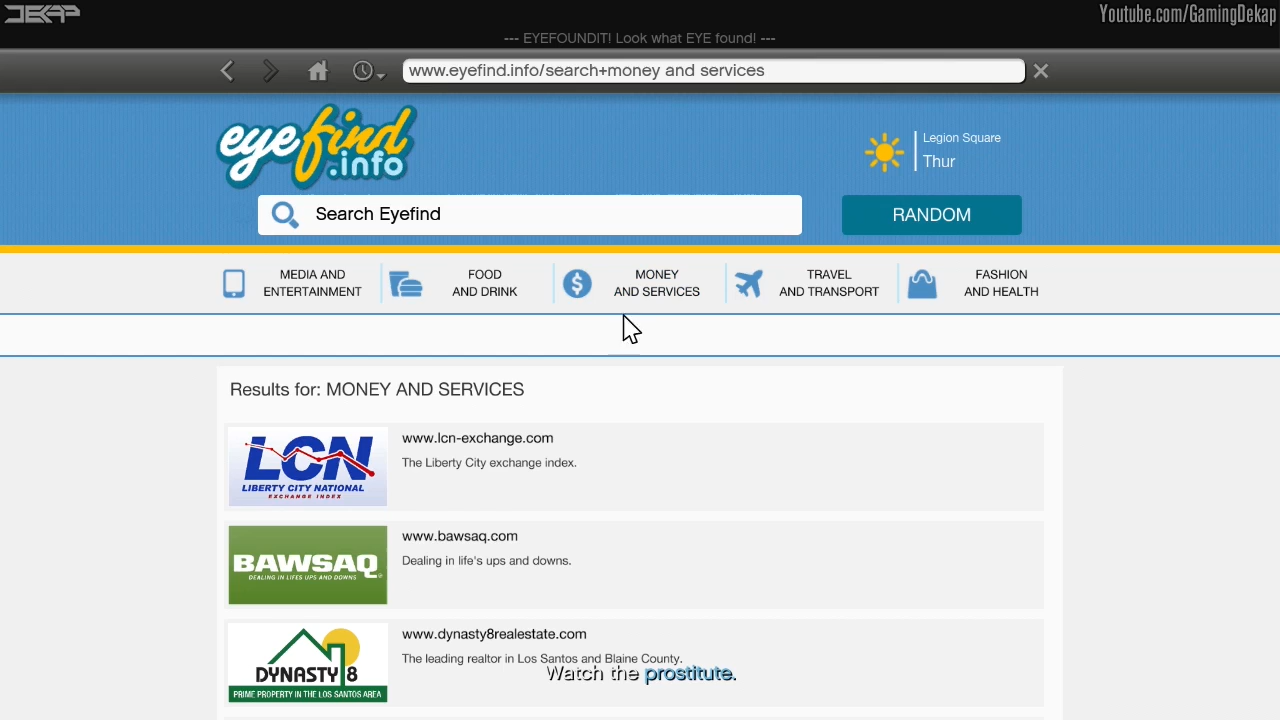 DEKAP
Youtube.com/GamingDekap
--- EYEFOUNDIT! Look what EYE found! ---
www.eyefind.info/search+money and services
eyefind
.info
Legion Square
Thur
Search Eyefind
RANDOM
MEDIA AND
ENTERTAINMENT
FOOD
AND DRINK
MONEY
AND SERVICES
TRAVEL
AND TRANSPORT
FASHION
AND HEALTH
Results for: MONEY AND SERVICES
LCN
LIBERTY CITY NATIONAL
EXCHANGE INDEX
www.lcn-exchange.com
The Liberty City exchange index.
BAWSAQ
DEALING IN LIFES UPS AND DOWNS
www.bawsaq.com
Dealing in life's ups and downs.
DYNASTY 8
PRIME PROPERTY IN THE LOS SANTOS AREA
www.dynasty8realestate.com
The leading realtor in Los Santos and Blaine County.
Watch the prostitute.